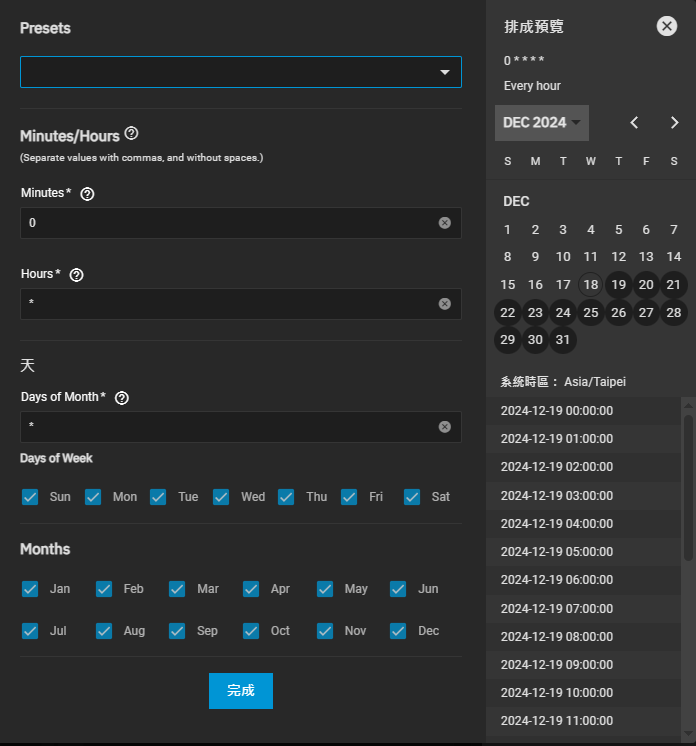 Presets
Minutes/Hours
(Separate values with commas, and without spaces.)
Minutes*
0
Hours*
*
天
Days of Month*
*
Days of Week
Sun Mon Tue Wed Thu Fri Sat
Months
Jan Feb Mar Apr May Jun
Jul Aug Sep Oct Nov Dec
完成
排成預覽
0 * * * *
Every hour
DEC 2024
S M T W T F S
DEC
1 2 3 4 5 6 7
8 9 10 11 12 13 14
15 16 17 18 19 20 21
22 23 24 25 26 27 28
29 30 31
系統時區： Asia/Taipei
2024-12-19 00:00:00
2024-12-19 01:00:00
2024-12-19 02:00:00
2024-12-19 03:00:00
2024-12-19 04:00:00
2024-12-19 05:00:00
2024-12-19 06:00:00
2024-12-19 07:00:00
2024-12-19 08:00:00
2024-12-19 09:00:00
2024-12-19 10:00:00
2024-12-19 11:00:00